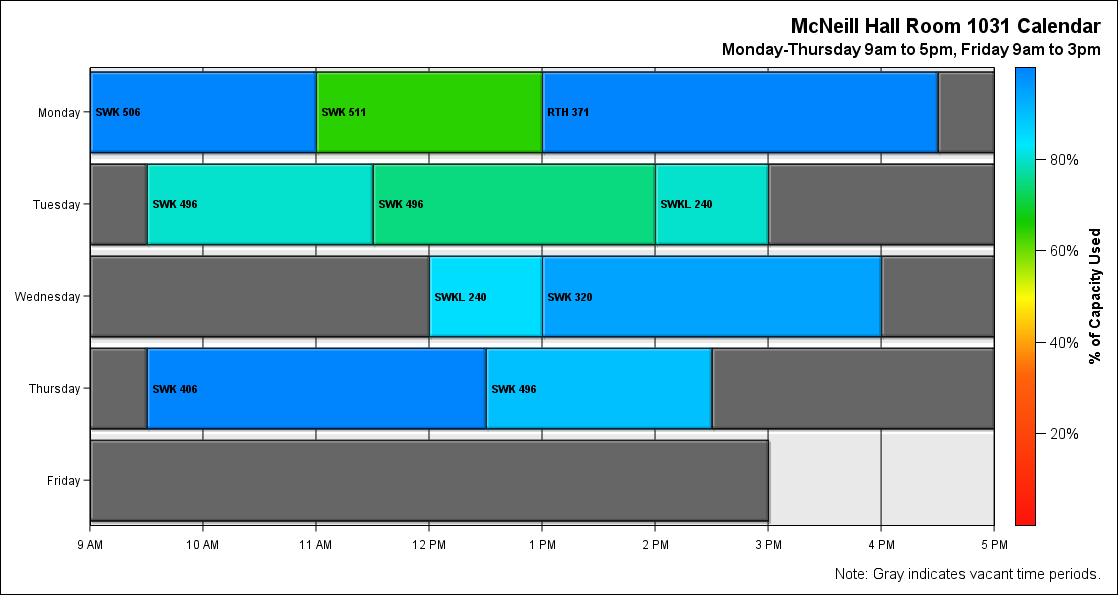 McNeill Hall Room 1031 Calendar
Monday-Thursday 9am to 5pm, Friday 9am to 3pm
Monday
SWK 506
SWK 511
RTH 371
Tuesday
SWK 496
SWK 496
SWKL 240
Wednesday
SWKL 240
SWK 320
Thursday
SWK 406
SWK 496
Friday
9 AM
10 AM
11 AM
12 PM
1 PM
2 PM
3 PM
4 PM
5 PM
80%
60%
40%
20%
% of Capacity Used
Note: Gray indicates vacant time periods.